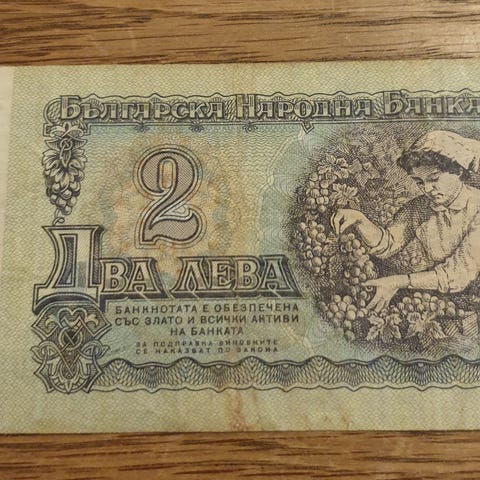 Българска Народна Банка
2
Два лева
БАНКНОТАТА Е ОБЕЗПЕЧЕНА
СЪС ЗЛАТО И ВСИЧКИ АКТИВИ
НА БАНКАТА
ЗА ПОДПРАВКА ВИНОВНИТЕ
СЕ НАКАЗВАТ ПО ЗАКОНА